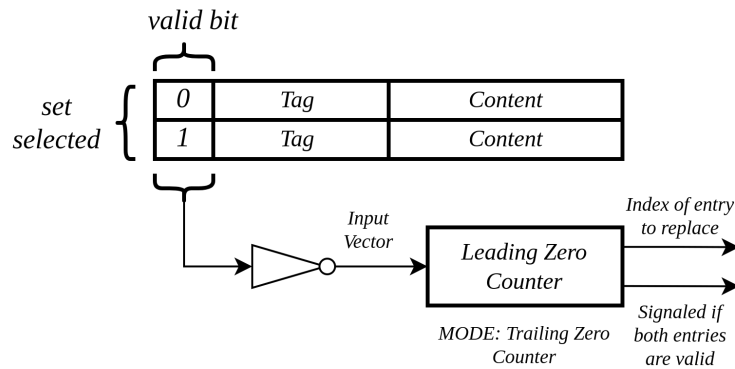 valid bit
set
selected
0 Tag Content
1 Tag Content
Input
Vector
Leading Zero
Counter
Index of entry
to replace
Signaled if
both entries
are valid
MODE: Trailing Zero
Counter